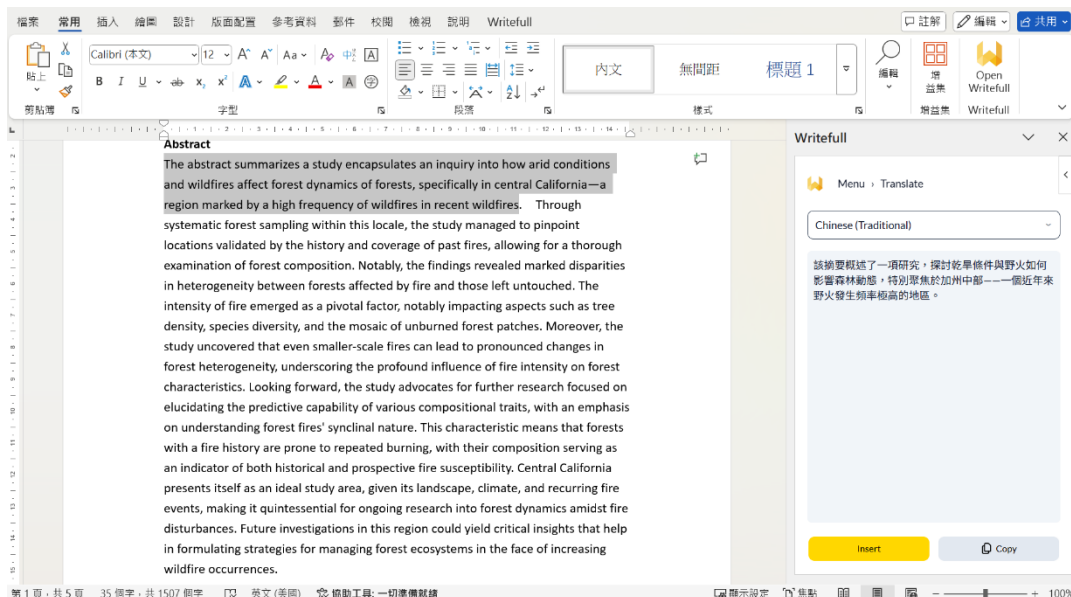 檔案 常用 插入 繪圖 設計 版面配置 參考資料 郵件 校閱 檢視 說明 Writefull 註解 編輯 共用
Calibri (本文) 12 A A Aa A 中 A
貼上
B I U ab x₂ x² A A A
內文 無間距 標題 1
編輯 增益集 Open Writefull
剪貼簿 字型 段落 樣式 增益集 Writefull
Abstract
The abstract summarizes a study encapsulates an inquiry into how arid conditions
and wildfires affect forest dynamics of forests, specifically in central California—a
region marked by a high frequency of wildfires in recent wildfires. Through
systematic forest sampling within this locale, the study managed to pinpoint
locations validated by the history and coverage of past fires, allowing for a thorough
examination of forest composition. Notably, the findings revealed marked disparities
in heterogeneity between forests affected by fire and those left untouched. The
intensity of fire emerged as a pivotal factor, notably impacting aspects such as tree
density, species diversity, and the mosaic of unburned forest patches. Moreover, the
study uncovered that even smaller-scale fires can lead to pronounced changes in
forest heterogeneity, underscoring the profound influence of fire intensity on forest
characteristics. Looking forward, the study advocates for further research focused on
elucidating the predictive capability of various compositional traits, with an emphasis
on understanding forest fires' synclinal nature. This characteristic means that forests
with a fire history are prone to repeated burning, with their composition serving as
an indicator of both historical and prospective fire susceptibility. Central California
presents itself as an ideal study area, given its landscape, climate, and recurring fire
events, making it quintessential for ongoing research into forest dynamics amidst fire
disturbances. Future investigations in this region could yield critical insights that help
in formulating strategies for managing forest ecosystems in the face of increasing
wildfire occurrences.
Writefull
Menu › Translate
Chinese (Traditional)
該摘要概述了一項研究，探討乾旱條件與野火如何
影響森林動態，特別聚焦於加州中部——一個近年來
野火發生頻率極高的地區。
Insert Copy
第 1 頁，共 5 頁 35 個字，共 1507 個字 英文 (美國) 協助工具: 一切準備就緒 顯示設定 焦點 100%